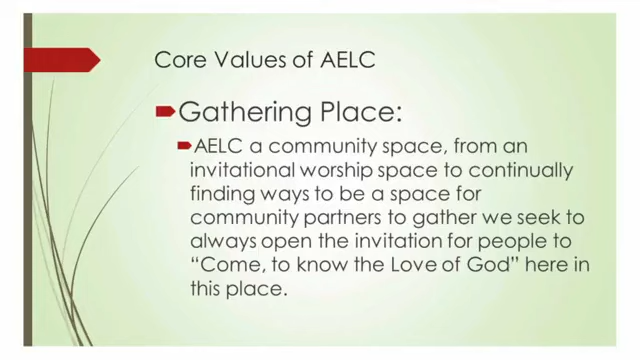 Core Values of AELC
Gathering Place:
AELC a community space, from an
invitational worship space to continually
finding ways to be a space for
community partners to gather we seek to
always open the invitation for people to
“Come, to know the Love of God” here in
this place.